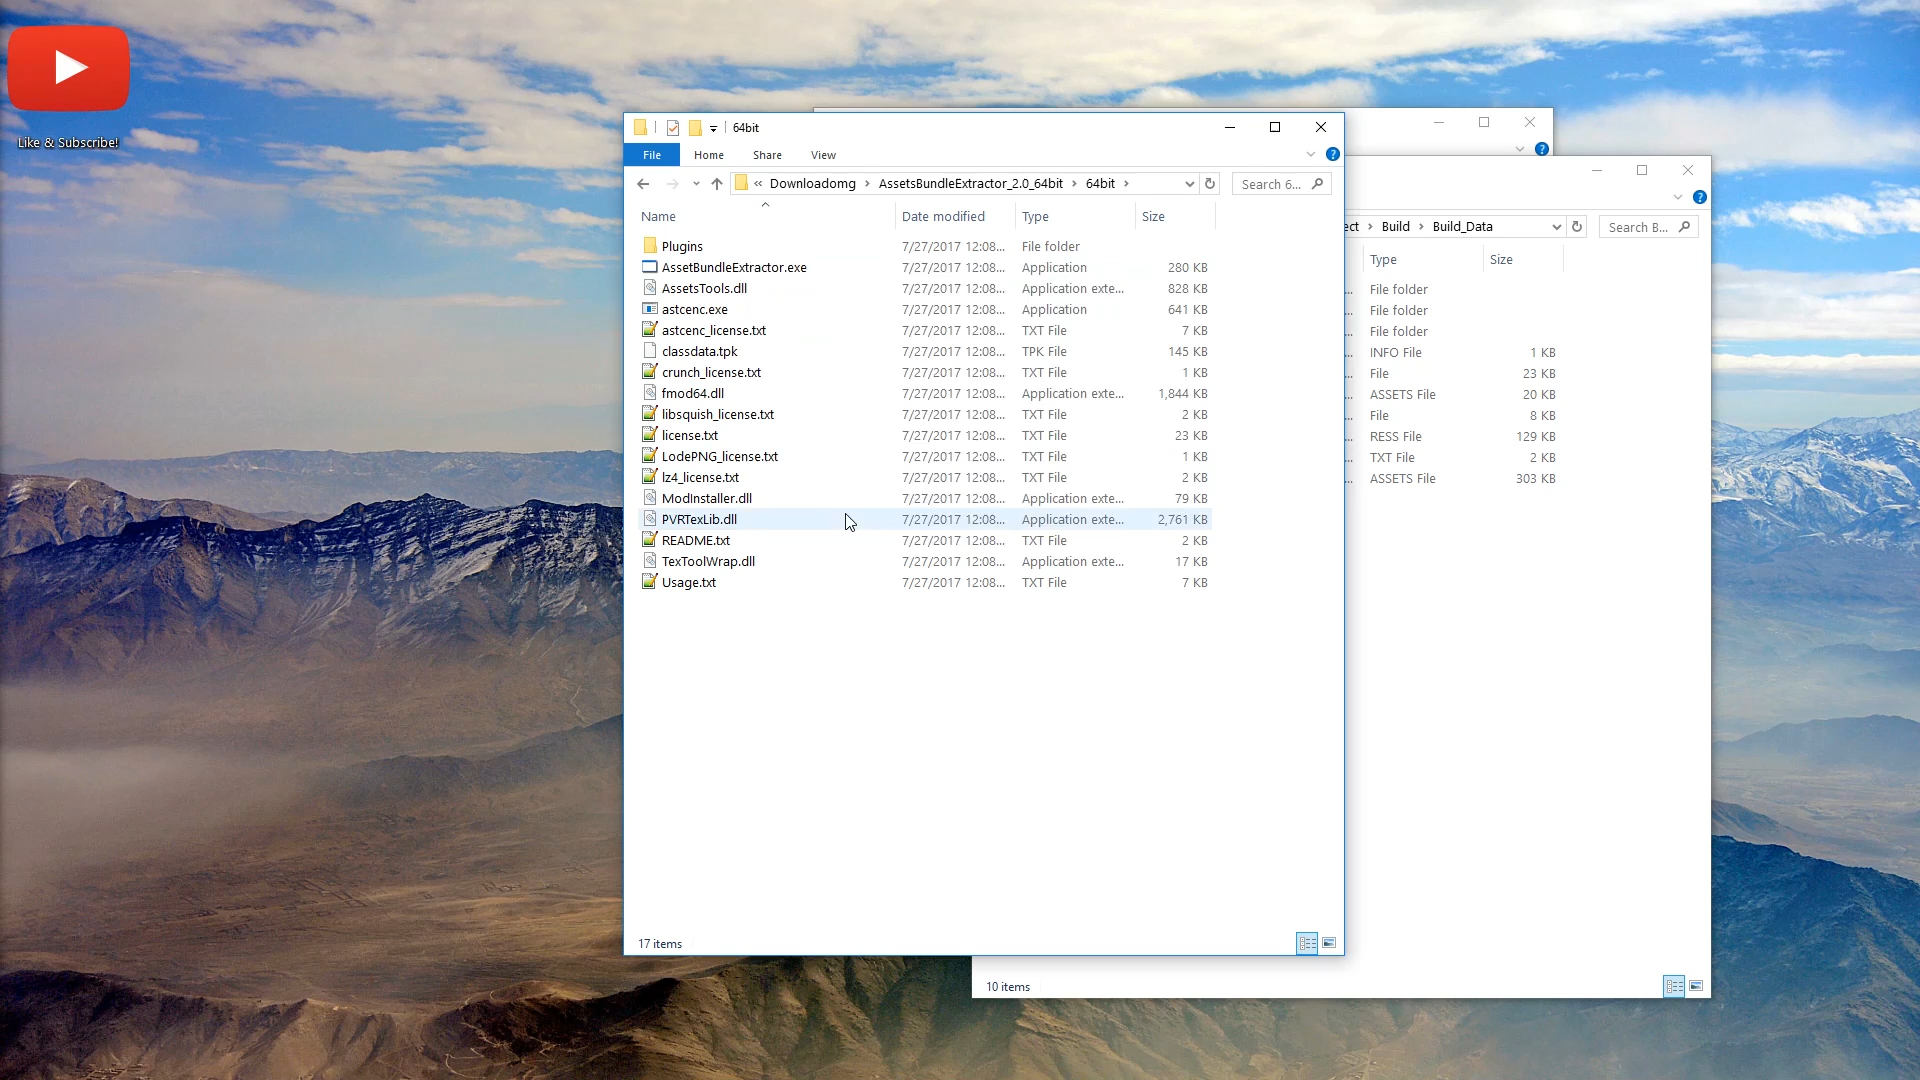 Like & Subscribe!
64bit
File Home Share View
« Downloadomg › AssetsBundleExtractor_2.0_64bit › 64bit ›
Search 6...
Name Date modified Type Size
Plugins 7/27/2017 12:08... File folder
AssetBundleExtractor.exe 7/27/2017 12:08... Application 280 KB
AssetsTools.dll 7/27/2017 12:08... Application exte... 828 KB
astcenc.exe 7/27/2017 12:08... Application 641 KB
astcenc_license.txt 7/27/2017 12:08... TXT File 7 KB
classdata.tpk 7/27/2017 12:08... TPK File 145 KB
crunch_license.txt 7/27/2017 12:08... TXT File 1 KB
fmod64.dll 7/27/2017 12:08... Application exte... 1,844 KB
libsquish_license.txt 7/27/2017 12:08... TXT File 2 KB
license.txt 7/27/2017 12:08... TXT File 23 KB
LodePNG_license.txt 7/27/2017 12:08... TXT File 1 KB
lz4_license.txt 7/27/2017 12:08... TXT File 2 KB
ModInstaller.dll 7/27/2017 12:08... Application exte... 79 KB
PVRTexLib.dll 7/27/2017 12:08... Application exte... 2,761 KB
README.txt 7/27/2017 12:08... TXT File 2 KB
TexToolWrap.dll 7/27/2017 12:08... Application exte... 17 KB
Usage.txt 7/27/2017 12:08... TXT File 7 KB
17 items
ect › Build › Build_Data
Search B...
Type Size
... File folder
... File folder
... File folder
... INFO File 1 KB
... File 23 KB
... ASSETS File 20 KB
... File 8 KB
... RESS File 129 KB
... TXT File 2 KB
... ASSETS File 303 KB
10 items